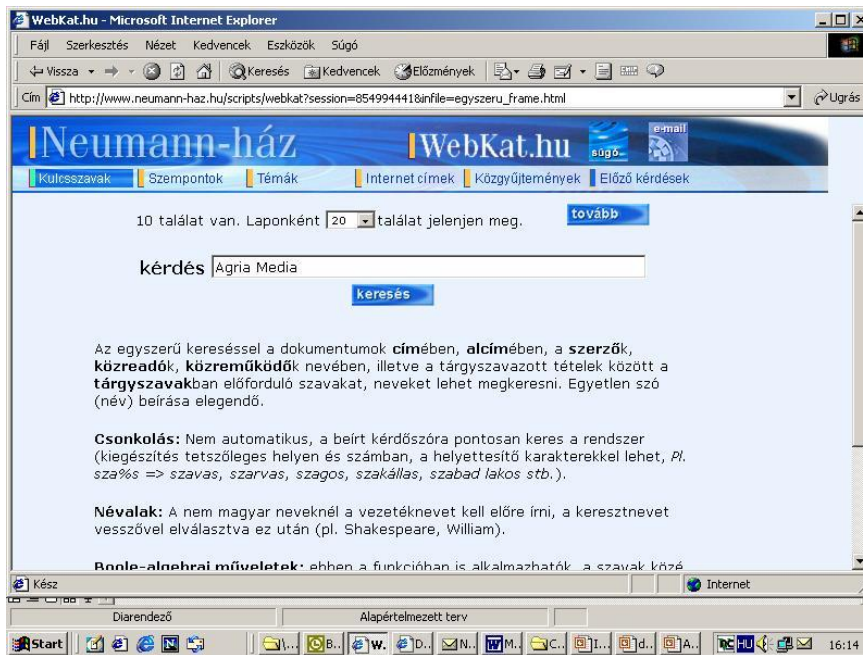 WebKat.hu - Microsoft Internet Explorer
Fájl Szerkesztés Nézet Kedvencek Eszközök Súgó
Vissza Keresés Kedvencek Előzmények
Cím http://www.neumann-haz.hu/scripts/webkat?session=854994441&infile=egyszeru_frame.html Ugrás
Neumann-ház WebKat.hu súgó e-mail
Kulcsszavak Szempontok Témák Internet címek Közgyűjtemények Előző kérdések
10 találat van. Laponként 20 találat jelenjen meg. tovább
kérdés Agria Media
keresés
Az egyszerű kereséssel a dokumentumok címében, alcímében, a szerzők,
közreadók, közreműködők nevében, illetve a tárgyszavazott tételek között a
tárgyszavakban előforduló szavakat, neveket lehet megkeresni. Egyetlen szó
(név) beírása elegendő.
Csonkolás: Nem automatikus, a beírt kérdőszóra pontosan keres a rendszer
(kiegészítés tetszőleges helyen és számban, a helyettesítő karakterekkel lehet, Pl.
sza%s => szavas, szarvas, szagos, szakállas, szabad lakos stb.).
Névalak: A nem magyar neveknél a vezetéknevet kell előre írni, a keresztnevet
vesszővel elválasztva ez után (pl. Shakespeare, William).
Boole-algebrai műveletek: ebben a funkcióban is alkalmazhatók, a szavak közé
Kész Internet
Diarendező Alapértelmezett terv
Start \... B.. W. D.. N.. M.. C.. I... d.. A.. HU 16:14